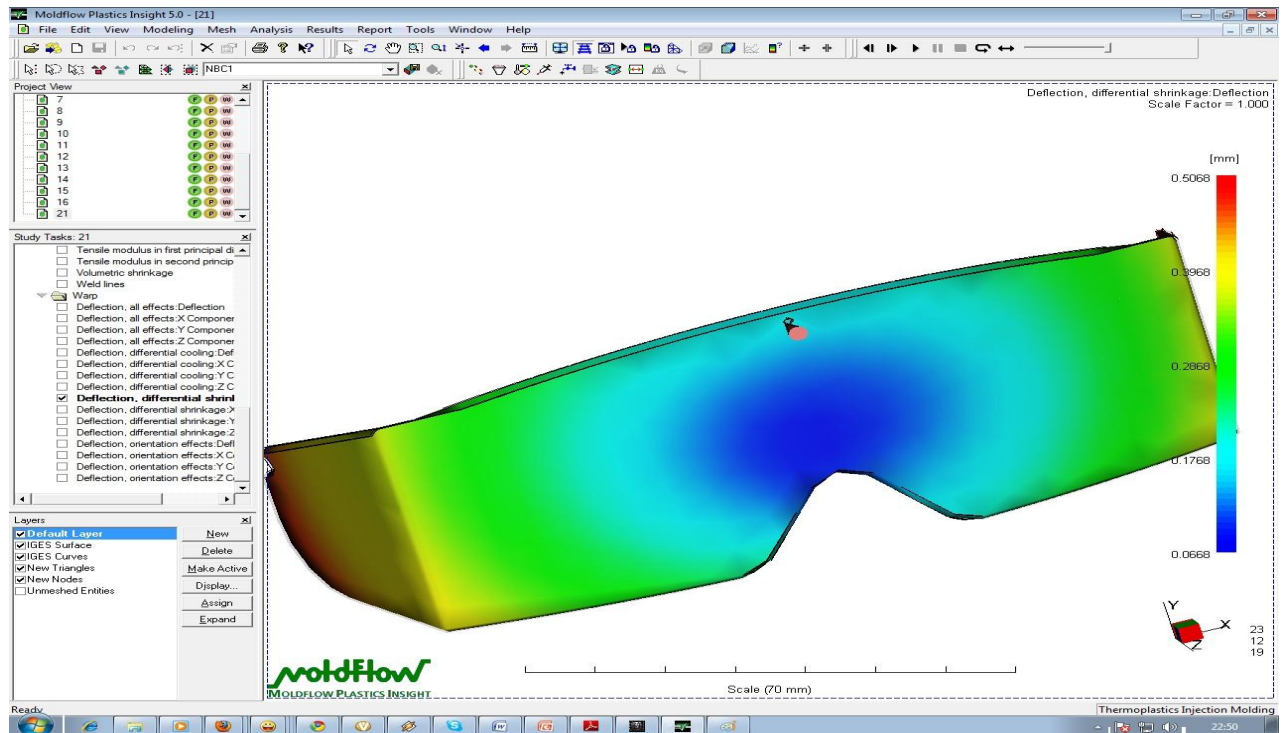 Moldflow Plastics Insight 5.0 - [21]
File Edit View Modeling Mesh Analysis Results Report Tools Window Help
NBC1
Project View
7
8
9
10
11
12
13
14
15
16
21
Study Tasks: 21
Tensile modulus in first principal di
Tensile modulus in second princip
Volumetric shrinkage
Weld lines
Warp
Deflection, all effects:Deflection
Deflection, all effects:X Componer
Deflection, all effects:Y Componer
Deflection, all effects:Z Componer
Deflection, differential cooling:Def
Deflection, differential cooling:X C
Deflection, differential cooling:Y C
Deflection, differential cooling:Z C
Deflection, differential shrinl
Deflection, differential shrinkage:X
Deflection, differential shrinkage:Y
Deflection, differential shrinkage:Z
Deflection, orientation effects:Defl
Deflection, orientation effects:X C
Deflection, orientation effects:Y C
Deflection, orientation effects:Z C
Layers
Default Layer
IGES Surface
IGES Curves
New Triangles
New Nodes
Unmeshed Entities
New
Delete
Make Active
Display...
Assign
Expand
Deflection, differential shrinkage:Deflection
Scale Factor = 1.000
[mm]
0.5068
0.3968
0.2868
0.1768
0.0668
Y
X
Z
23
12
19
moldflow
MOLDFLOW PLASTICS INSIGHT
Scale (70 mm)
Ready
Thermoplastics Injection Molding
22:50